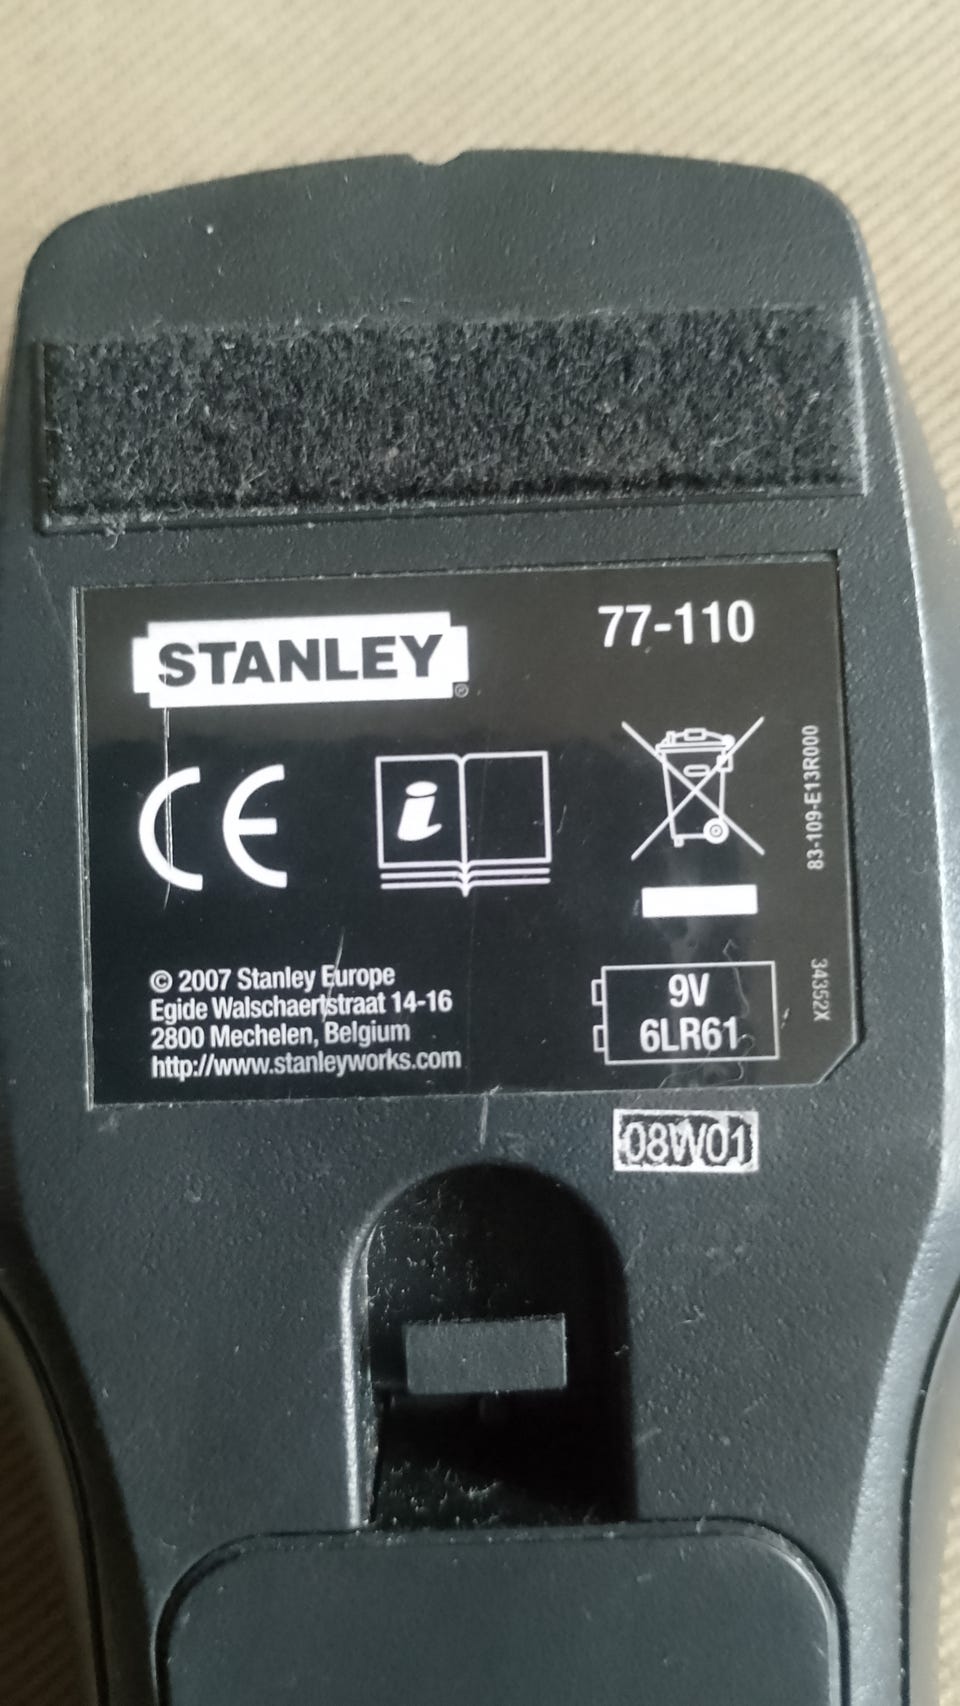 STANLEY®
77-110
CE
i
83-109-E13R000
© 2007 Stanley Europe
Egide Walschaertstraat 14-16
2800 Mechelen, Belgium
http://www.stanleyworks.com
9V
6LR61
34352X
08W01